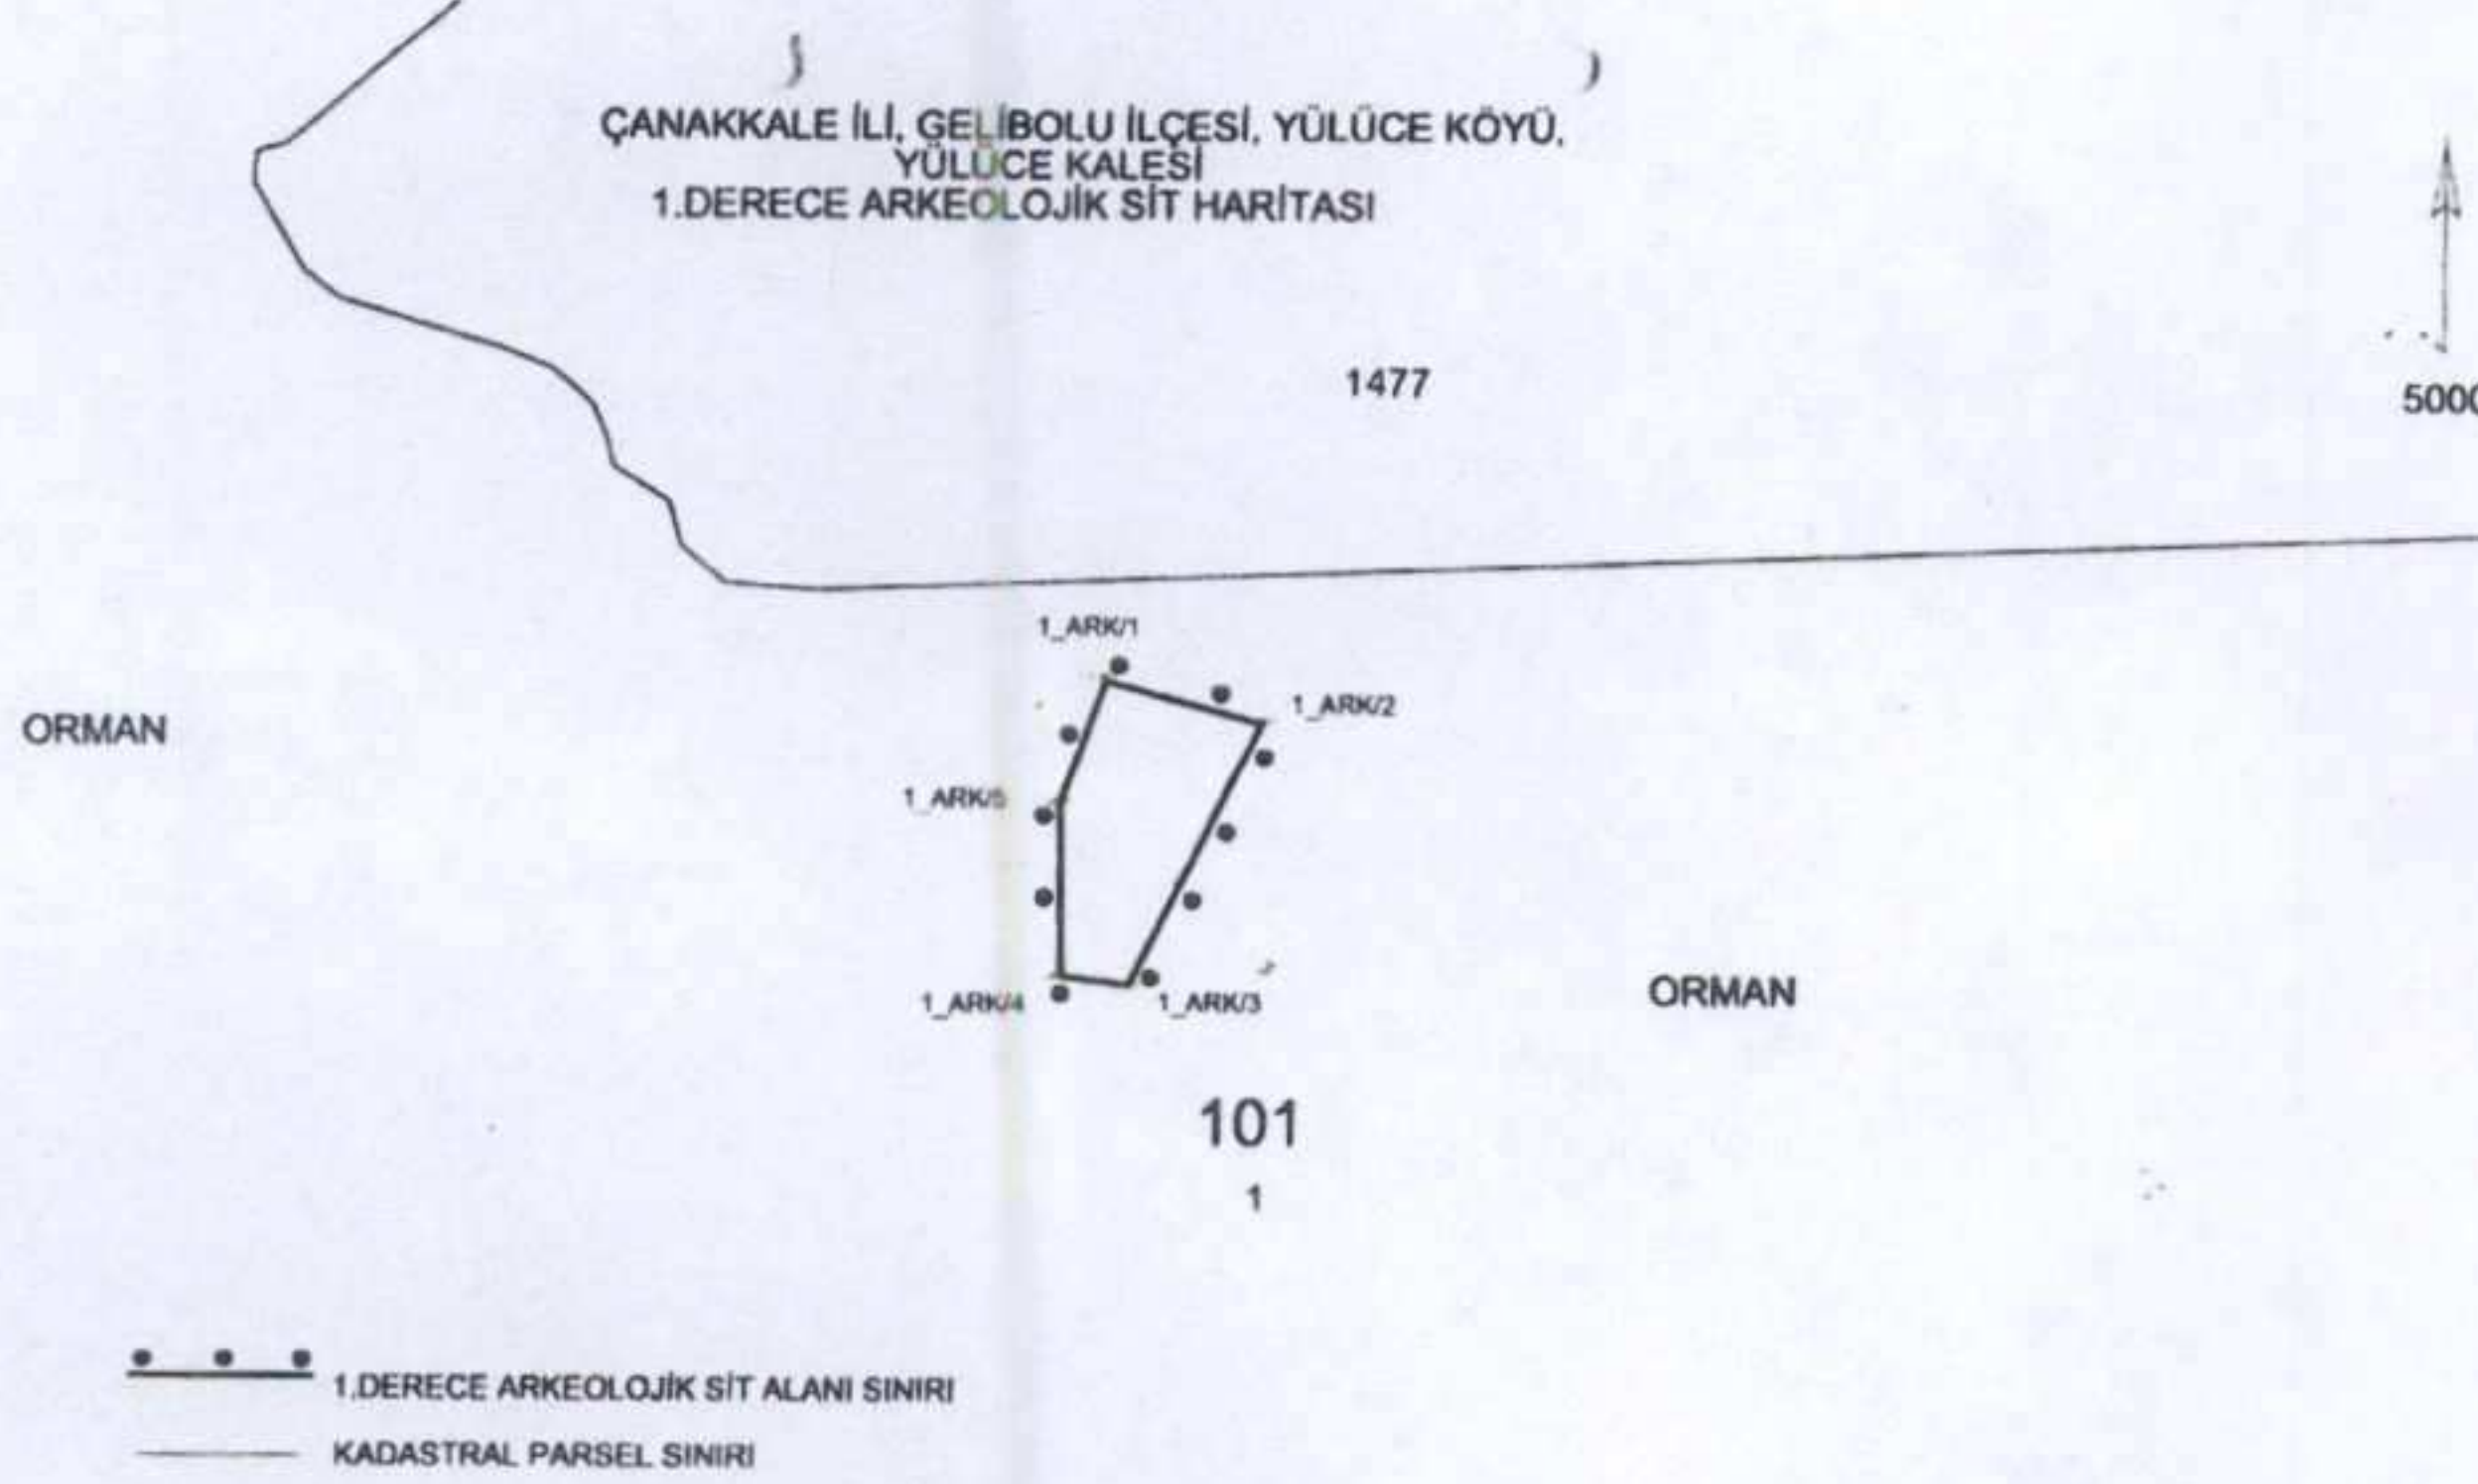 ÇANAKKALE İLİ, GELİBOLU İLÇESİ, YÜLÜCE KÖYÜ,
YÜLÜCE KALESİ
1.DERECE ARKEOLOJİK SİT HARİTASI
1477
5000
1_ARK/1
1_ARK/2
ORMAN
1_ARK/5
ORMAN
1_ARK/4
1_ARK/3
101
1
1.DERECE ARKEOLOJİK SİT ALANI SINIRI
KADASTRAL PARSEL SINIRI